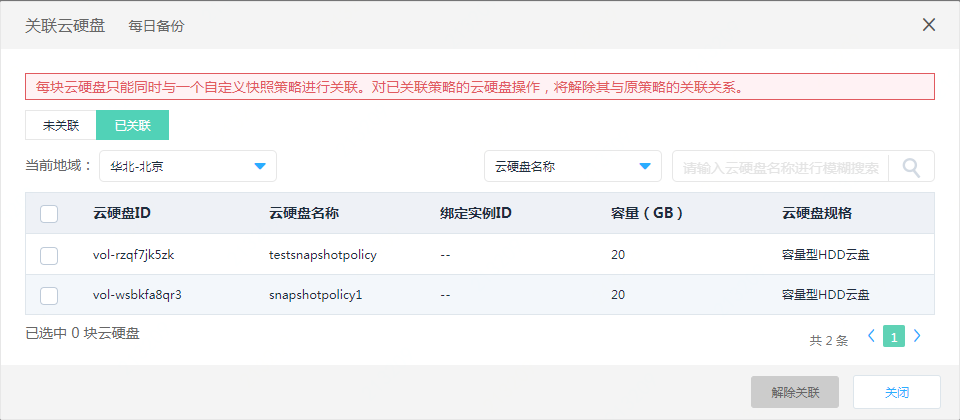 关联云硬盘 每日备份
每块云硬盘只能同时与一个自定义快照策略进行关联。对已关联策略的云硬盘操作，将解除其与原策略的关联关系。
未关联 已关联
当前地域： 华北-北京 云硬盘名称 请输入云硬盘名称进行模糊搜索
云硬盘ID 云硬盘名称 绑定实例ID 容量（GB） 云硬盘规格
vol-rzqf7jk5zk testsnapshotpolicy -- 20 容量型HDD云盘
vol-wsbkfa8qr3 snapshotpolicy1 -- 20 容量型HDD云盘
已选中 0 块云硬盘
共 2 条 1
解除关联 关闭